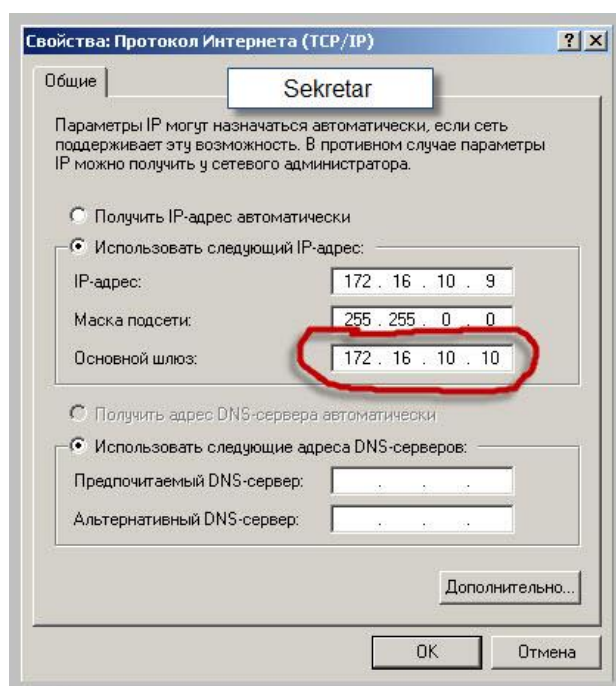 Свойства: Протокол Интернета (TCP/IP)
? ×
Общие
Sekretar
Параметры IP могут назначаться автоматически, если сеть
поддерживает эту возможность. В противном случае параметры
IP можно получить у сетевого администратора.
Получить IP-адрес автоматически
Использовать следующий IP-адрес:
IP-адрес: 172 . 16 . 10 . 9
Маска подсети: 255 . 255 . 0 . 0
Основной шлюз: 172 . 16 . 10 . 10
Получить адрес DNS-сервера автоматически
Использовать следующие адреса DNS-серверов:
Предпочитаемый DNS-сервер: . . .
Альтернативный DNS-сервер: . . .
Дополнительно...
OK Отмена